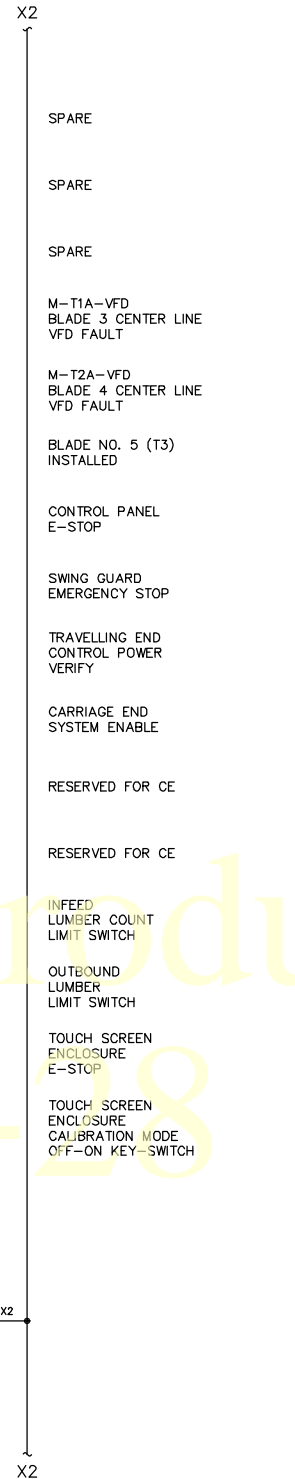 X2
SPARE
SPARE
SPARE
M-T1A-VFD
BLADE 3 CENTER LINE
VFD FAULT
M-T2A-VFD
BLADE 4 CENTER LINE
VFD FAULT
BLADE NO. 5 (T3)
INSTALLED
CONTROL PANEL
E-STOP
SWING GUARD
EMERGENCY STOP
TRAVELLING END
CONTROL POWER
VERIFY
CARRIAGE END
SYSTEM ENABLE
RESERVED FOR CE
RESERVED FOR CE
INFEED
LUMBER COUNT
LIMIT SWITCH
OUTBOUND
LUMBER
LIMIT SWITCH
TOUCH SCREEN
ENCLOSURE
E-STOP
TOUCH SCREEN
ENCLOSURE
CALIBRATION MODE
OFF-ON KEY-SWITCH
rodu
-28
X2
X2